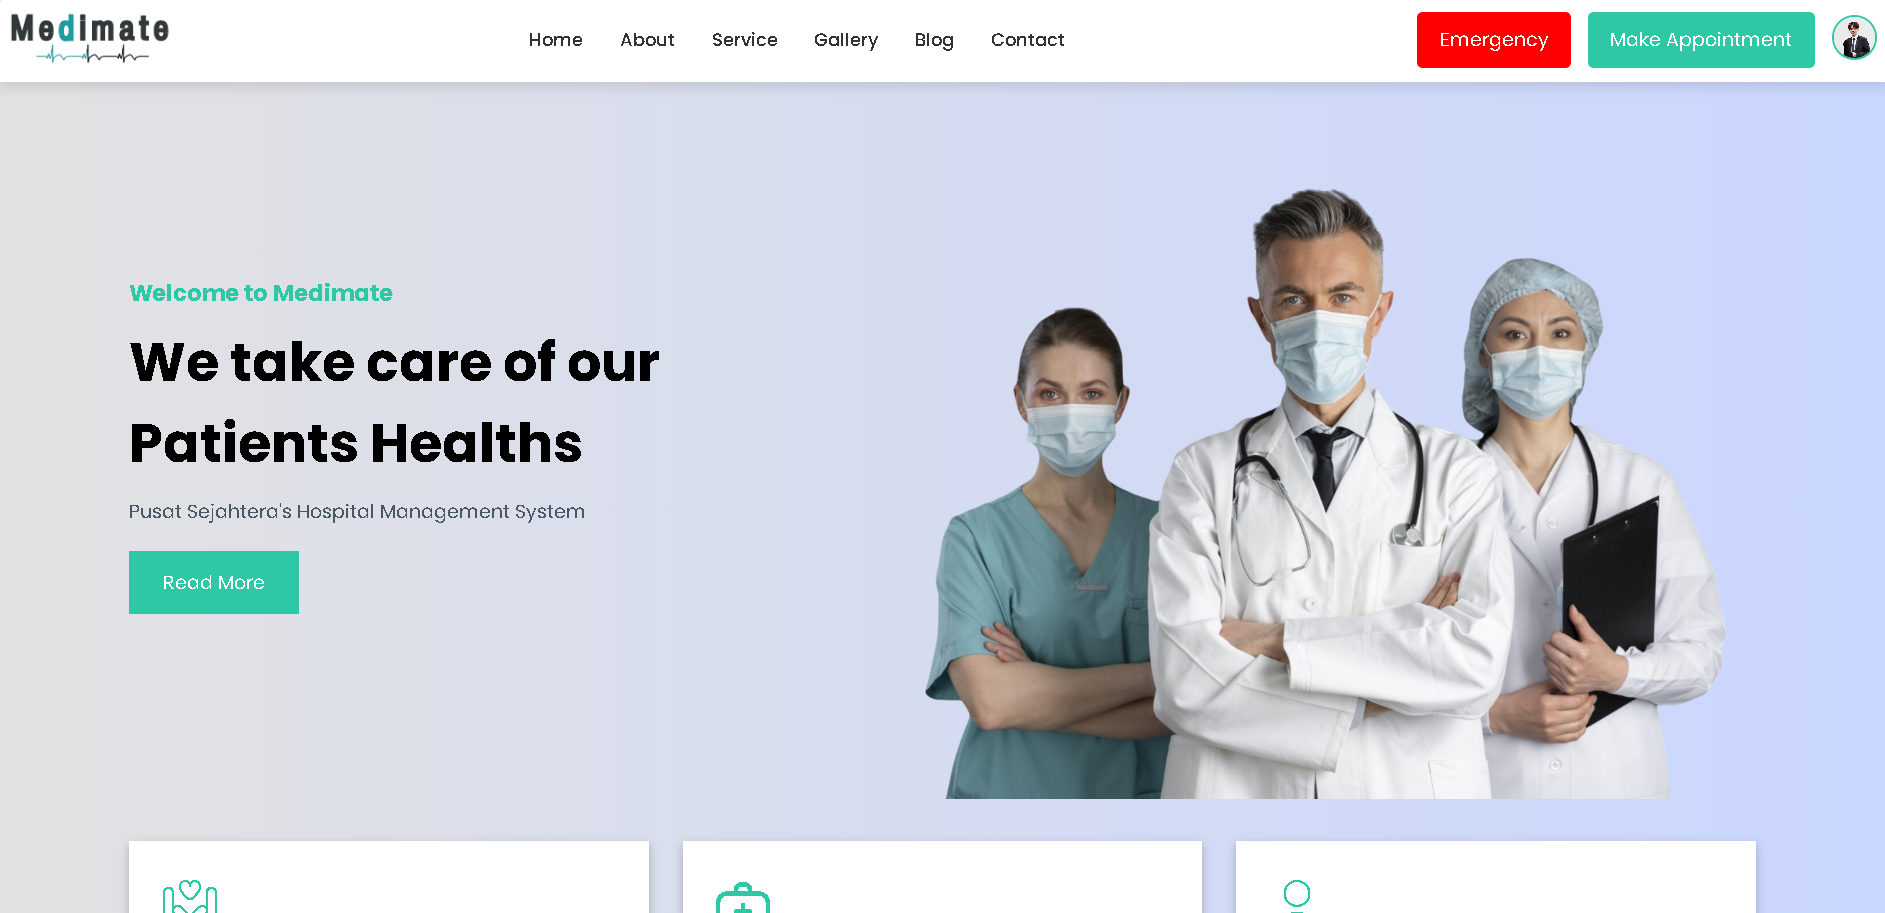 Medimate
Home About Service Gallery Blog Contact
Emergency
Make Appointment
Welcome to Medimate
We take care of our
Patients Healths
Pusat Sejahtera's Hospital Management System
Read More